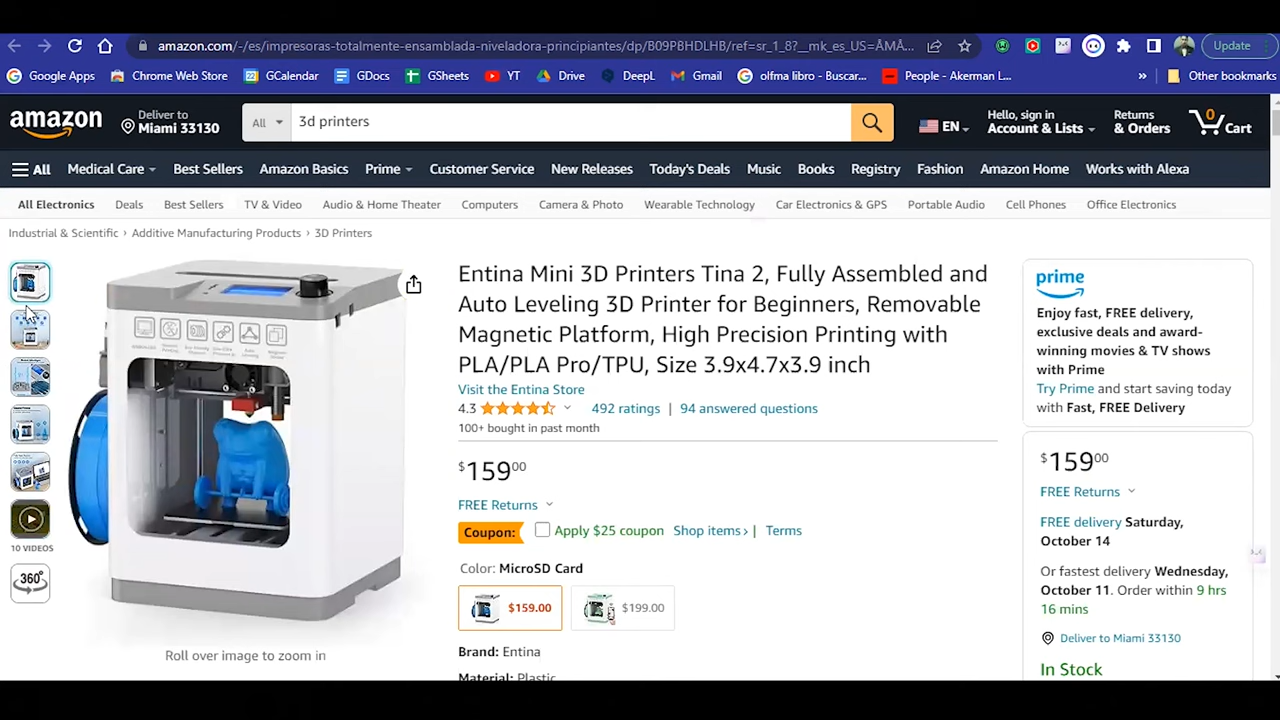 amazon.com/-/es/impresoras-totalmente-ensamblada-niveladora-principiantes/dp/B09PBHDLHB/ref=sr_1_8?__mk_es_US=ÅMÅ...
Update
Google Apps
Chrome Web Store
GCalendar
GDocs
GSheets
YT
Drive
DeepL
Gmail
olfma libro - Buscar...
People - Akerman L...
»
Other bookmarks
amazon
Deliver to
Miami 33130
All
3d printers
EN
Hello, sign in
Account & Lists
Returns
& Orders
0
Cart
All
Medical Care
Best Sellers
Amazon Basics
Prime
Customer Service
New Releases
Today's Deals
Music
Books
Registry
Fashion
Amazon Home
Works with Alexa
All Electronics
Deals
Best Sellers
TV & Video
Audio & Home Theater
Computers
Camera & Photo
Wearable Technology
Car Electronics & GPS
Portable Audio
Cell Phones
Office Electronics
Industrial & Scientific › Additive Manufacturing Products › 3D Printers
10 VIDEOS
360°
Roll over image to zoom in
Entina Mini 3D Printers Tina 2, Fully Assembled and
Auto Leveling 3D Printer for Beginners, Removable
Magnetic Platform, High Precision Printing with
PLA/PLA Pro/TPU, Size 3.9x4.7x3.9 inch
Visit the Entina Store
4.3
492 ratings | 94 answered questions
100+ bought in past month
$159.00
FREE Returns
Coupon: Apply $25 coupon Shop items › | Terms
Color: MicroSD Card
$159.00
$199.00
Brand: Entina
Material: Plastic
prime
Enjoy fast, FREE delivery,
exclusive deals and award-
winning movies & TV shows
with Prime
Try Prime and start saving today
with Fast, FREE Delivery
$159.00
FREE Returns
FREE delivery Saturday,
October 14
Or fastest delivery Wednesday,
October 11. Order within 9 hrs
16 mins
Deliver to Miami 33130
In Stock